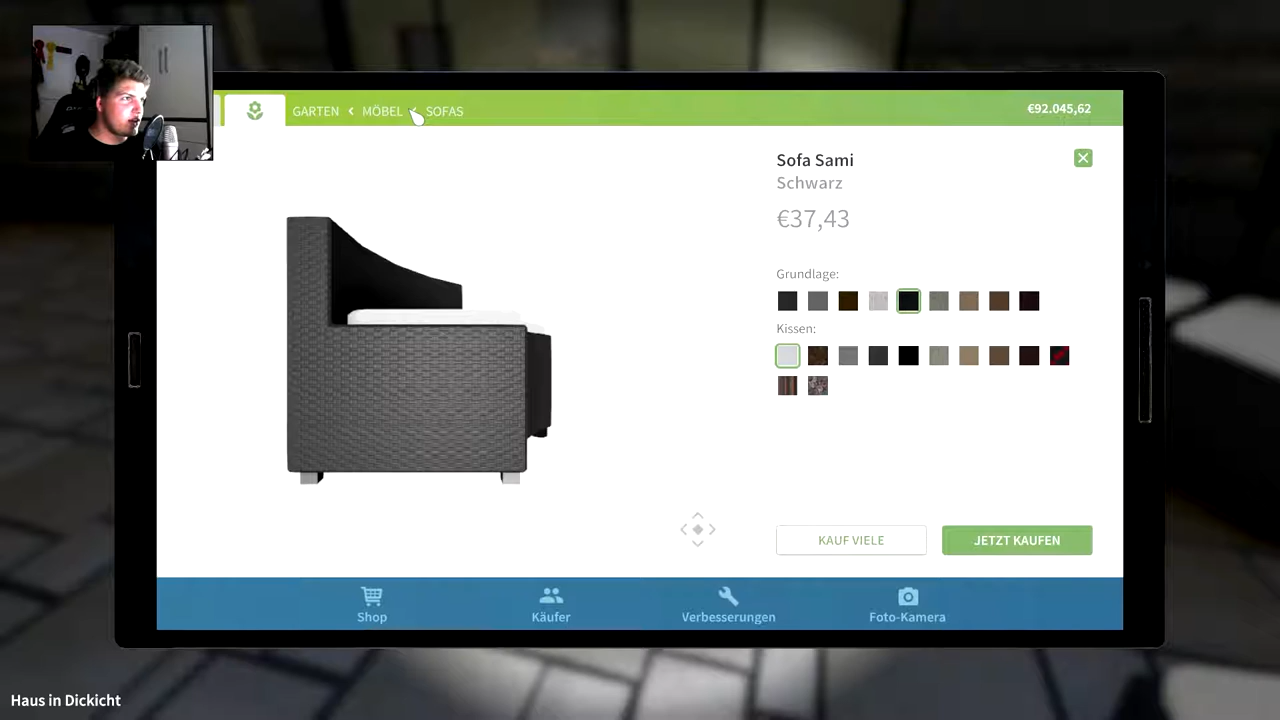 GARTEN < MÖBEL < SOFAS
€92.045,62
Sofa Sami
Schwarz
€37,43
Grundlage:
Kissen:
KAUF VIELE
JETZT KAUFEN
Shop
Käufer
Verbesserungen
Foto-Kamera
Haus in Dickicht